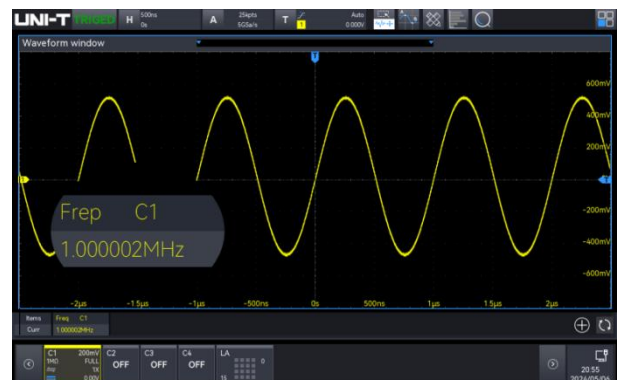 UNI-T TRIGED H 500ns 0s A 25kpts 5GSa/s T 1 Auto 0.000V
Waveform window
T
600mV
400mV
200mV
T
-200mV
-400mV
-600mV
Frep C1
1.000002MHz
-2μs -1.5μs -1μs -500ns 0s 500ns 1μs 1.5μs 2μs
Items Freq C1
Curr 1.000002MHz
C1 200mV C2 C3 C4 LA
1MΩ FULL OFF OFF OFF 0
1X
0.00V 15
20:55
2024/05/06